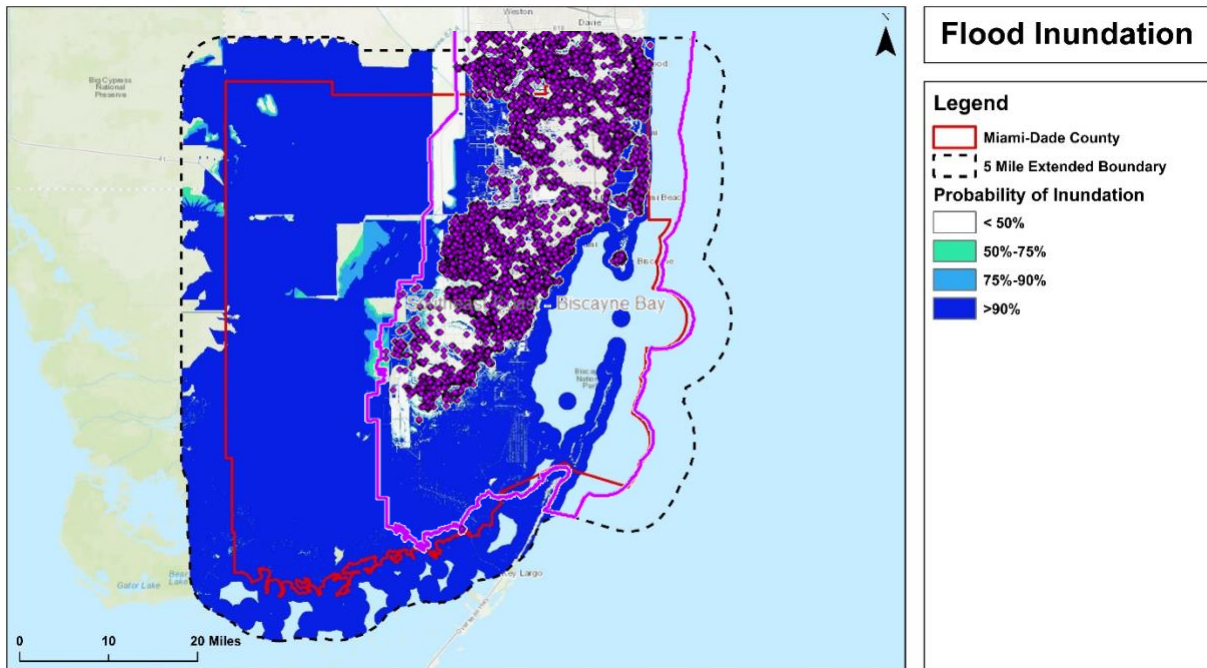 Flood Inundation
Legend
Miami-Dade County
5 Mile Extended Boundary
Probability of Inundation
< 50%
50%-75%
75%-90%
>90%
Weston
Davie
N
Big Cypress
National
Preserve
Biscayne Bay
Gator Lake
Lake
Key Largo
0 10 20 Miles